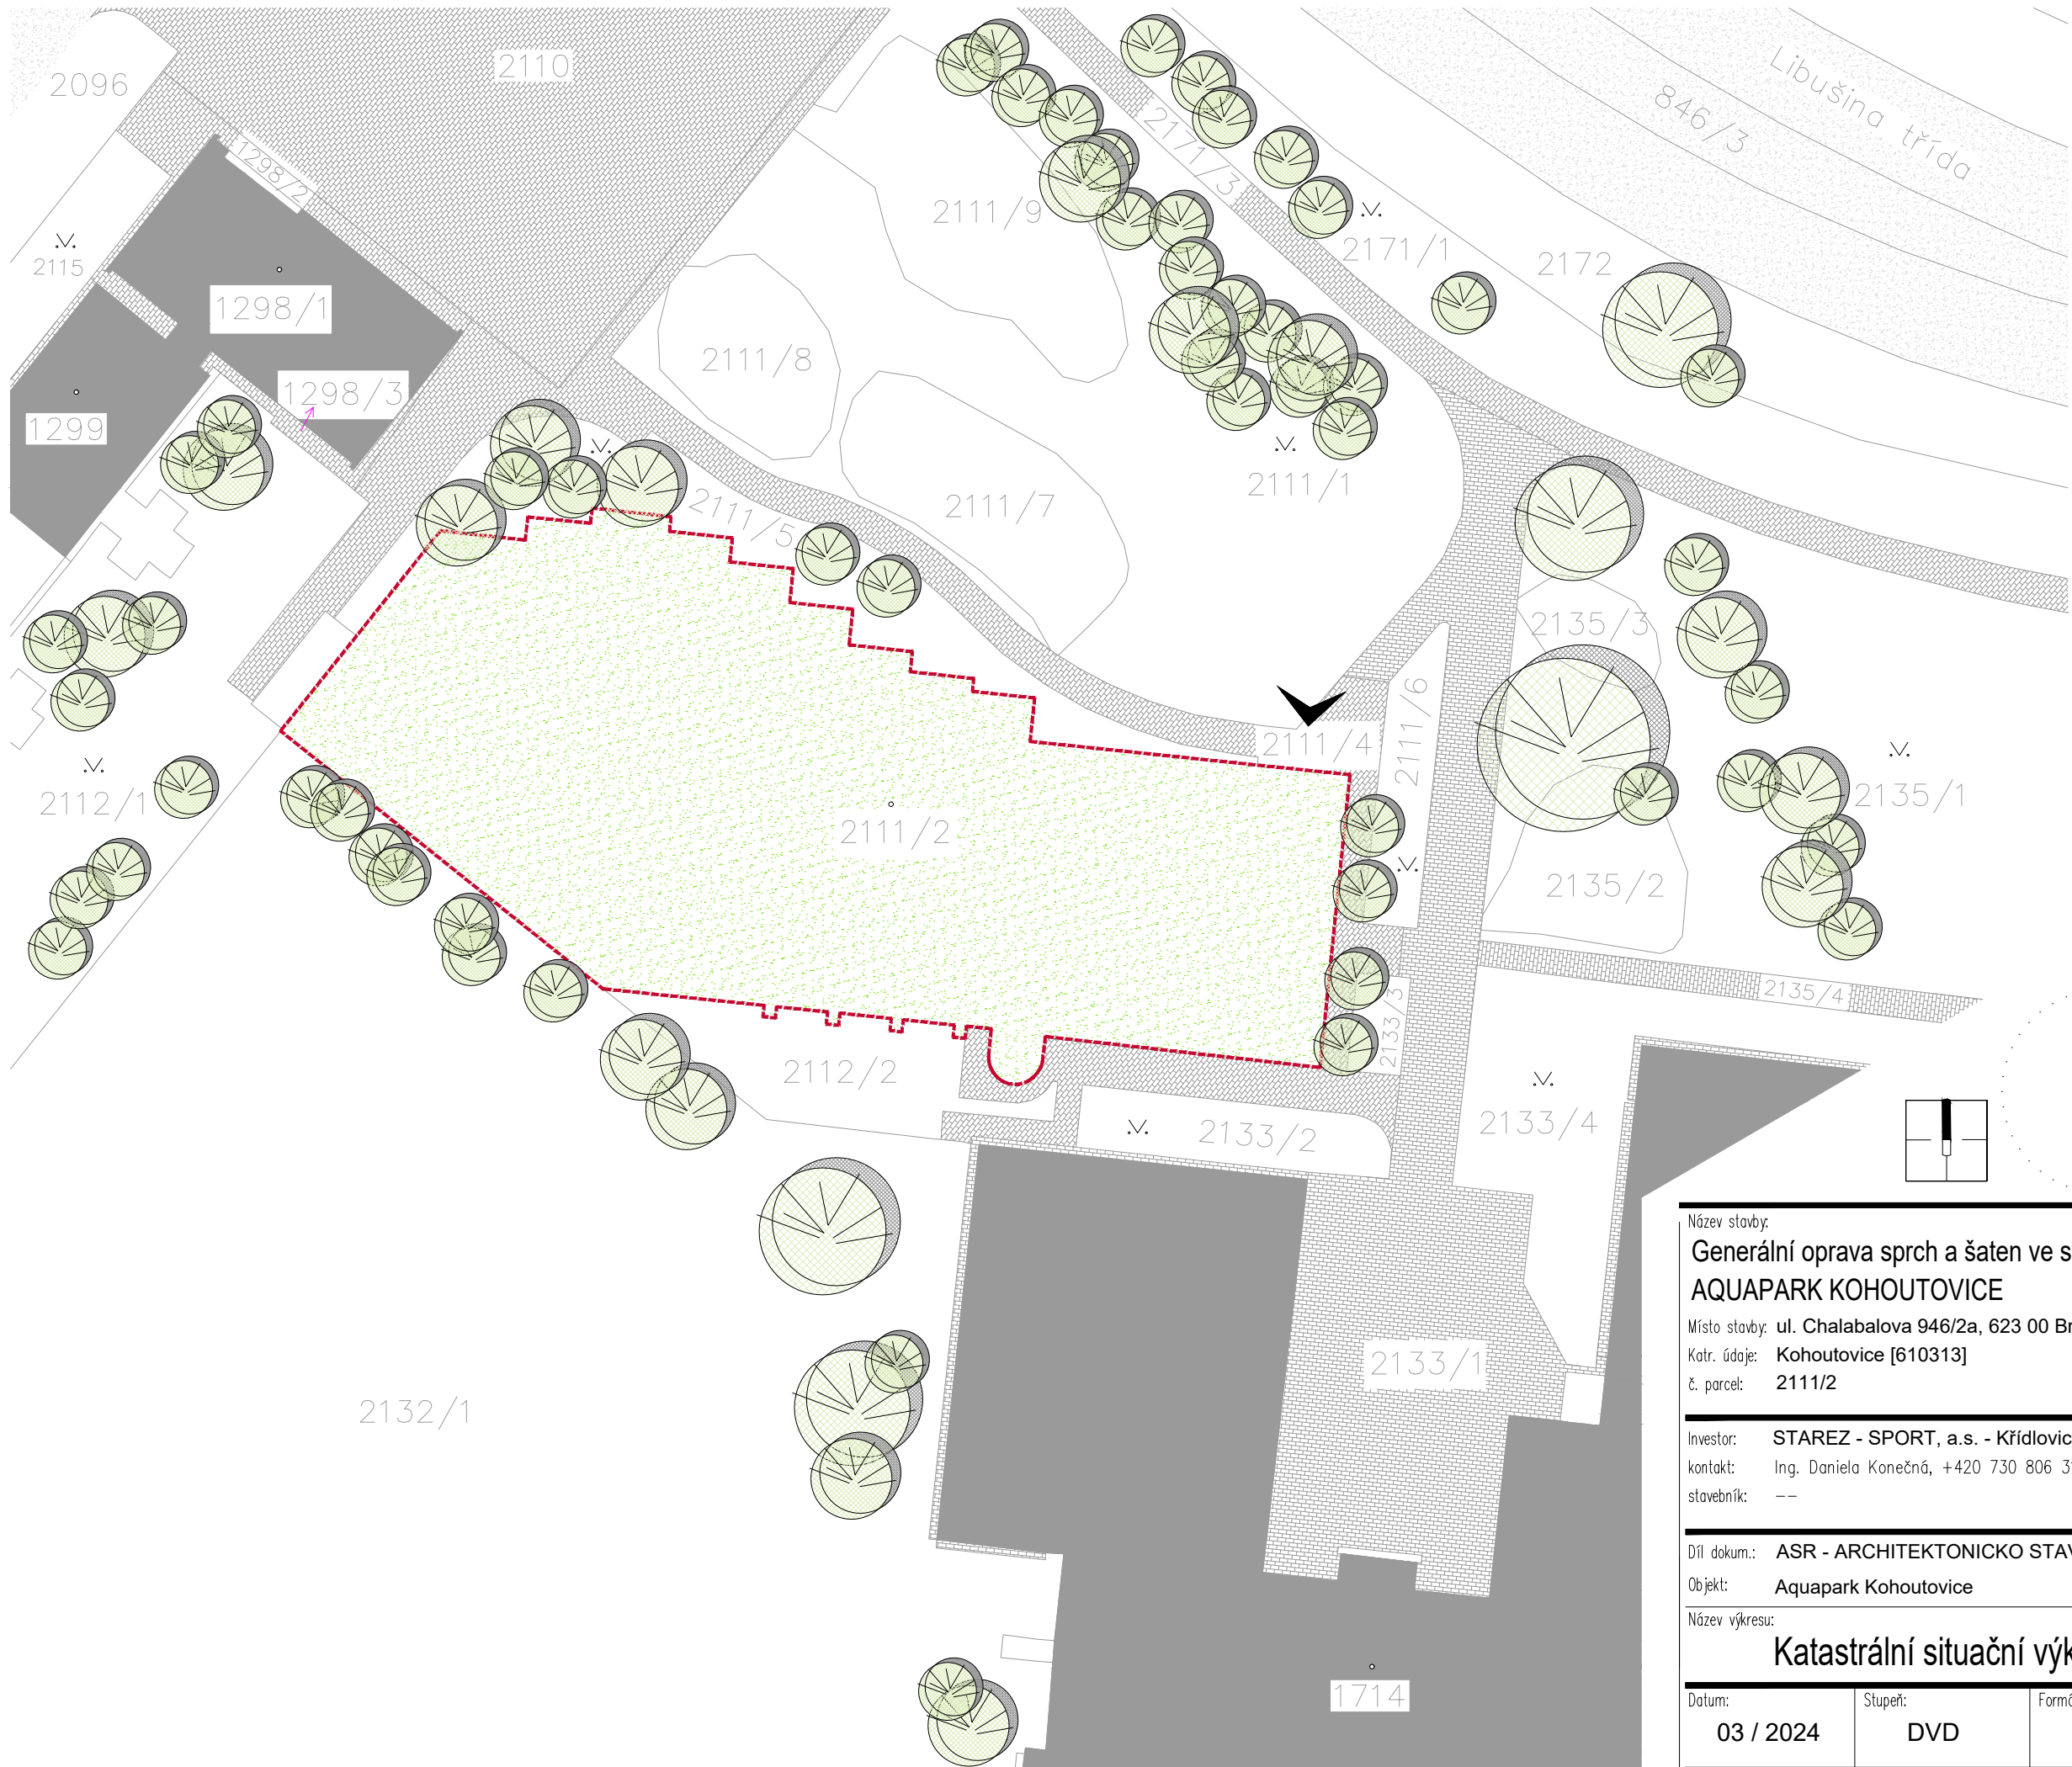 2110
2096
Libušina třída
846/3
2171/3
1298/2
2111/9
2171/1
2172
2115
1298/1
2111/8
1298/3
1299
2111/1
2111/7
2111/5
2135/3
2111/6
2111/4
2112/1
2135/1
2111/2
2135/2
2135/4
2133/3
2112/2
2133/4
2133/2
2133/1
2132/1
1714
Název stavby:
Generální oprava sprch a šaten ve s
AQUAPARK KOHOUTOVICE
Místo stavby: ul. Chalabalova 946/2a, 623 00 Br
Katr. údaje: Kohoutovice [610313]
č. parcel: 2111/2
Investor: STAREZ - SPORT, a.s. - Křídlovic
kontakt: Ing. Daniela Konečná, +420 730 806 3
stavebník: --
Díl dokum.: ASR - ARCHITEKTONICKO STAV
Objekt: Aquapark Kohoutovice
Název výkresu:
Katastrální situační výk
Datum: Stupeň: Formá
03 / 2024 DVD